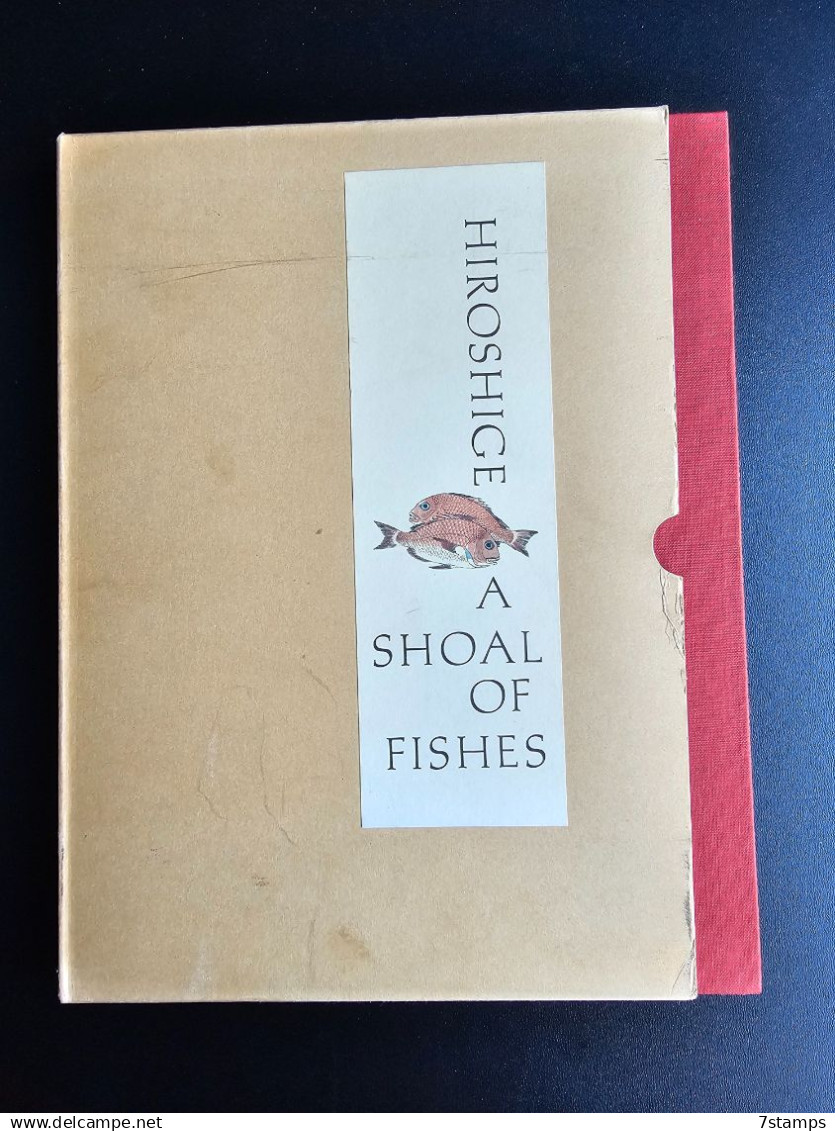 HIROSHIGE
A
SHOAL
OF
FISHES
www.delcampe.net
7stamps